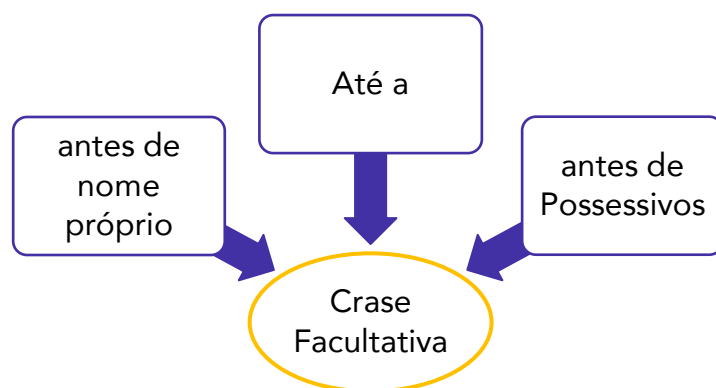 Até a
antes de
nome
próprio
antes de
Possessivos
Crase
Facultativa